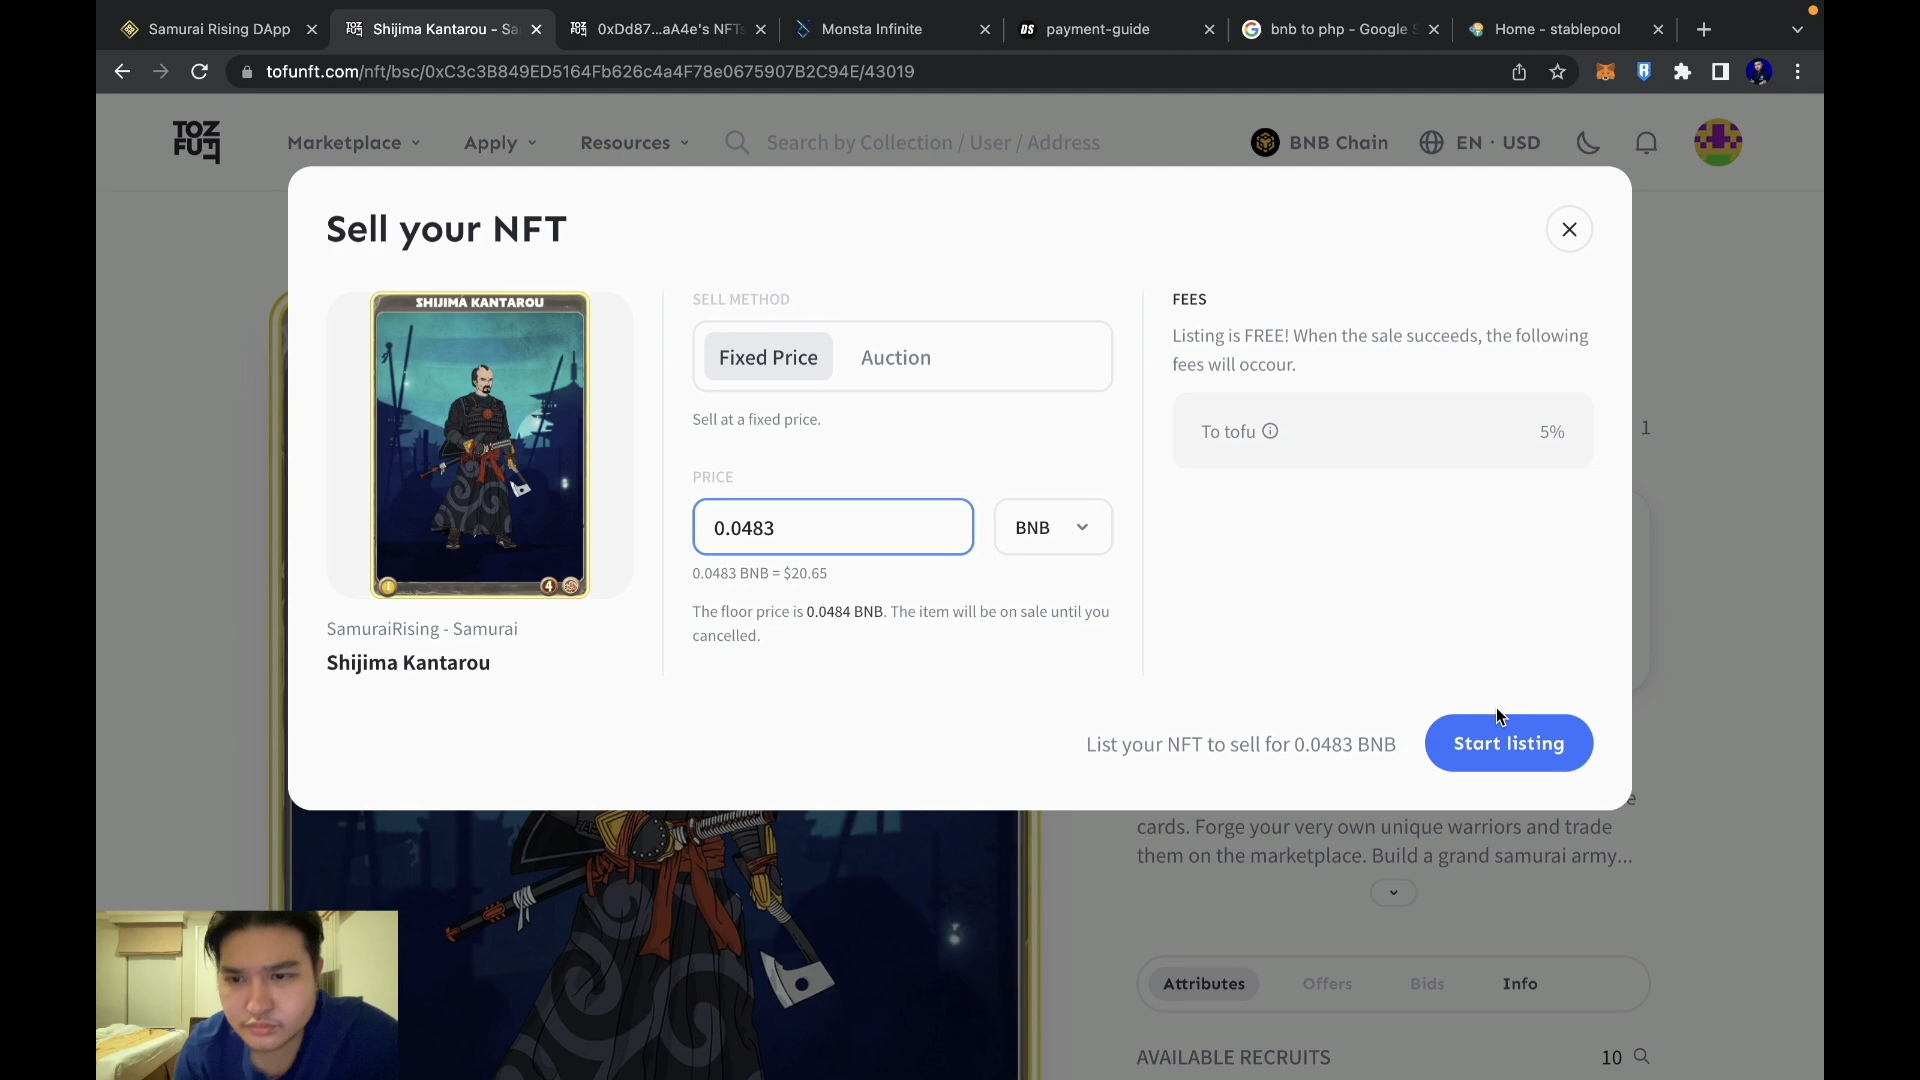 Samurai Rising DApp
Shijima Kantarou - Sa
0xDd87...aA4e's NFTs
Monsta Infinite
DS payment-guide
bnb to php - Google S
Home - stablepool
tofunft.com/nft/bsc/0xC3c3B849ED5164Fb626c4a4F78e0675907B2C94E/43019
Marketplace
Apply
Resources
Search by Collection / User / Address
BNB Chain
EN · USD
Sell your NFT
SHIJIMA KANTAROU
4
SamuraiRising - Samurai
Shijima Kantarou
SELL METHOD
Fixed Price
Auction
Sell at a fixed price.
PRICE
0.0483
BNB
0.0483 BNB = $20.65
The floor price is 0.0484 BNB. The item will be on sale until you
cancelled.
FEES
Listing is FREE! When the sale succeeds, the following
fees will occour.
To tofu
5%
1
List your NFT to sell for 0.0483 BNB
Start listing
cards. Forge your very own unique warriors and trade
them on the marketplace. Build a grand samurai army...
Attributes
Offers
Bids
Info
AVAILABLE RECRUITS
10